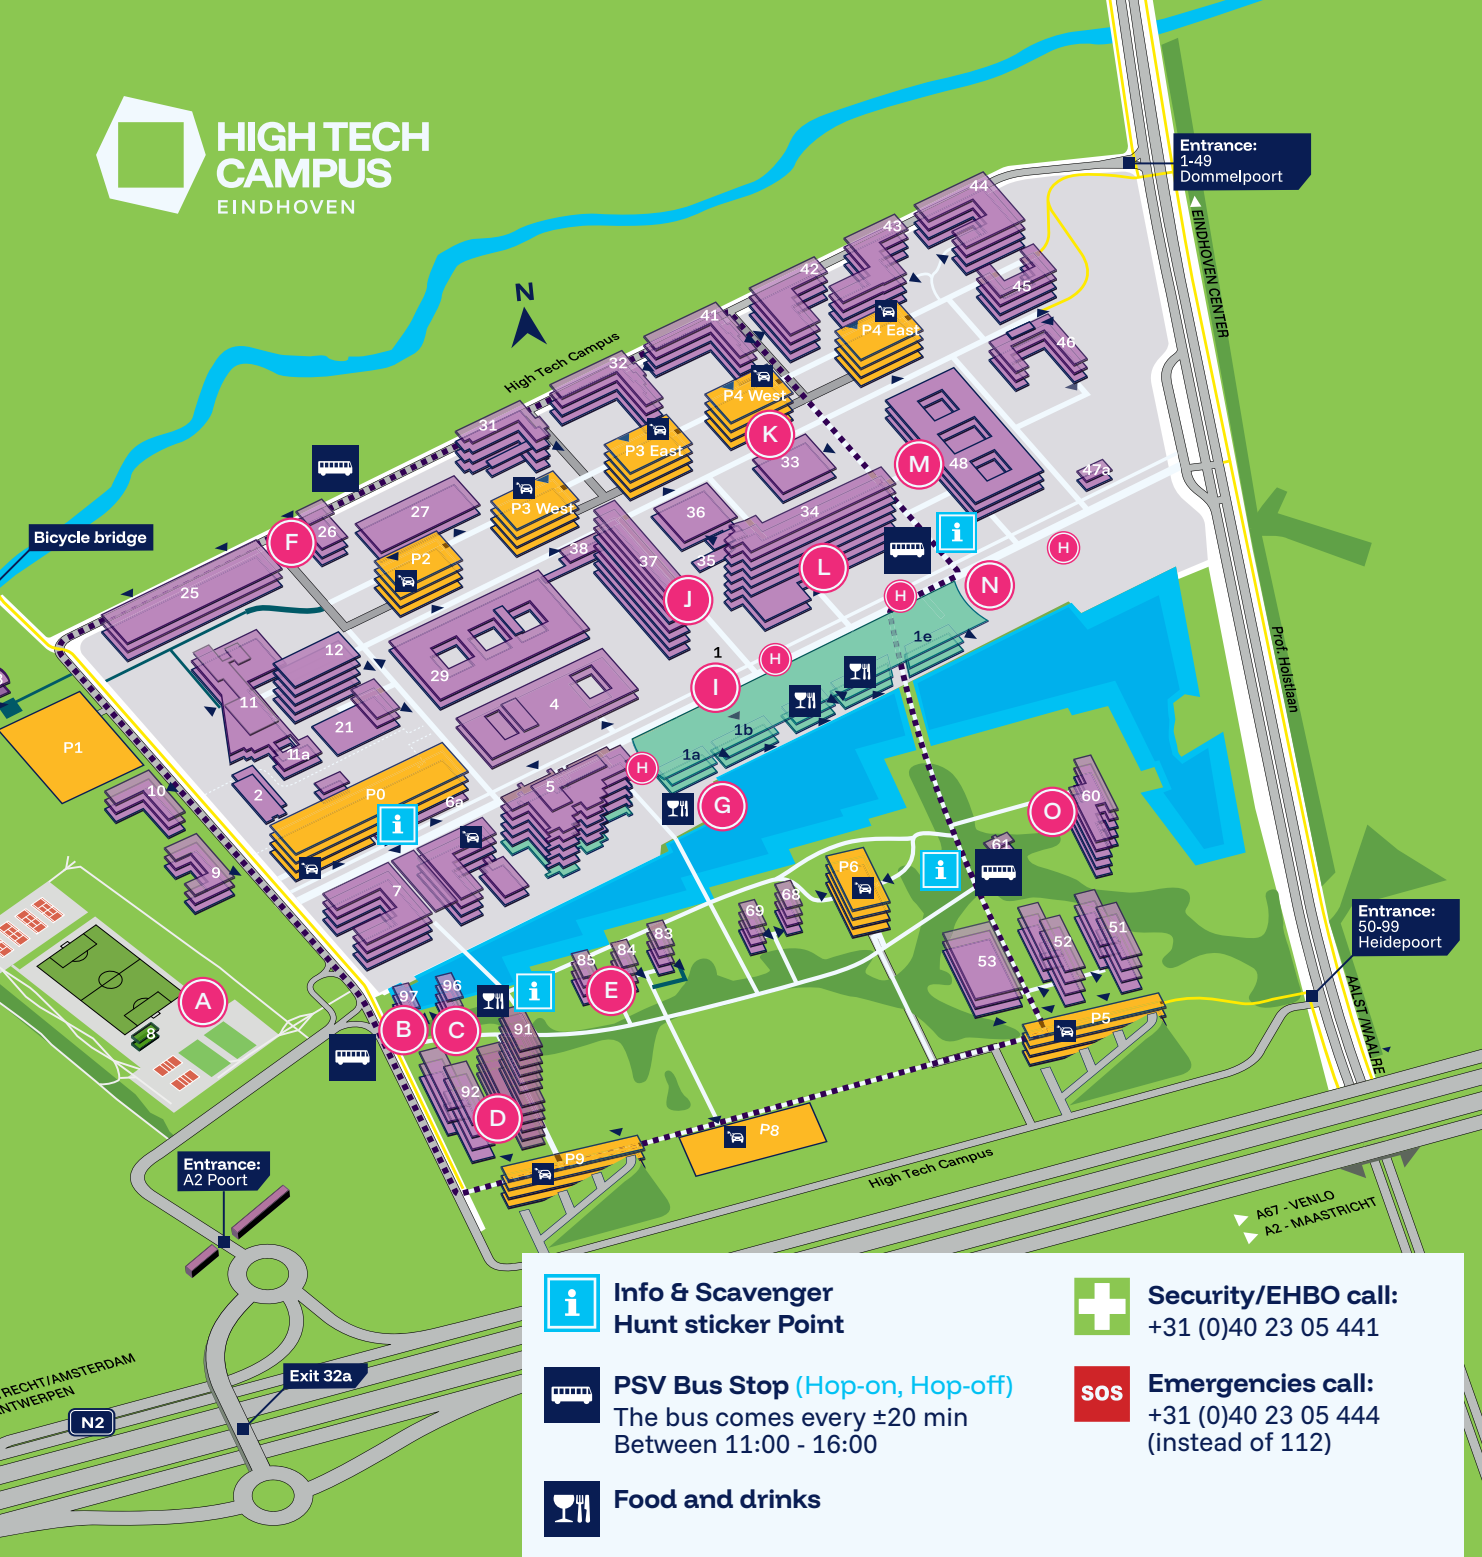 HIGH TECH
CAMPUS
EINDHOVEN
Entrance:
1-49
Dommelpoort
EINDHOVEN CENTER
N
High Tech Campus
Bicycle bridge
44
43
42
45
41
P4 East
46
32
P4 West
31
K
P3 East
33
M
48
47a
P3 West
27
36
34
26
F
P2
38
37
35
L
H
25
J
N
H
1e
12
1
H
29
I
11
4
21
1b
P1
11a
1a
H
5
10
2
P0
6a
G
O
60
9
61
P6
7
68
69
51
83
52
Entrance:
50-99
Heidepoort
84
85
53
E
96
97
A
B
C
8
91
P5
92
D
P8
P9
Prof. Holstlaan
AALST/WAALRE
High Tech Campus
Entrance:
A2 Poort
A67 - VENLO
A2 - MAASTRICHT
Exit 32a
N2
Info & Scavenger
Hunt sticker Point
PSV Bus Stop (Hop-on, Hop-off)
The bus comes every ±20 min
Between 11:00 - 16:00
Food and drinks
Security/EHBO call:
+31 (0)40 23 05 441
SOS
Emergencies call:
+31 (0)40 23 05 444
(instead of 112)